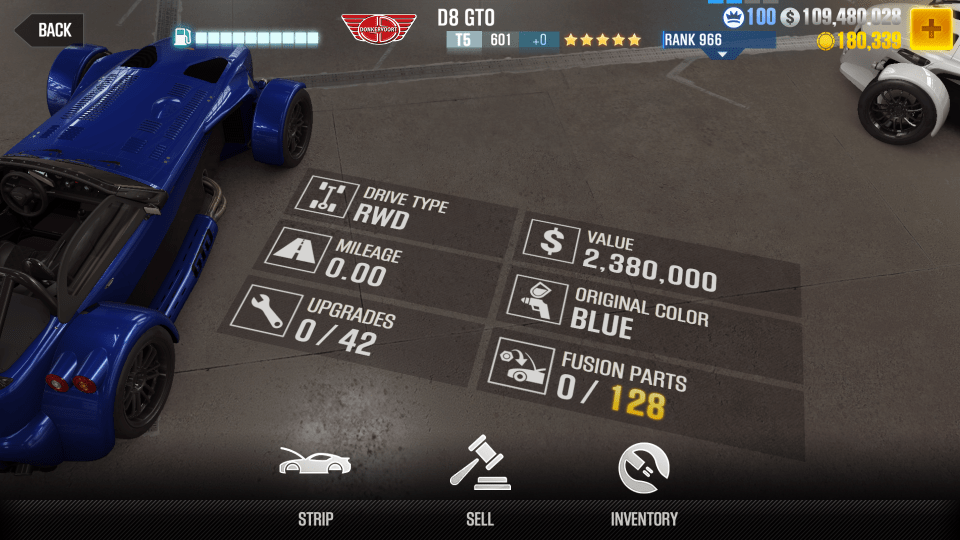 BACK
DONKERVOORT
D8 GTO
T5 601 +0
RANK 966
100 $ 109,480,028
180,339
DRIVE TYPE
RWD
MILEAGE
0.00
UPGRADES
0/42
VALUE
2,380,000
ORIGINAL COLOR
BLUE
FUSION PARTS
0/ 128
STRIP
SELL
INVENTORY